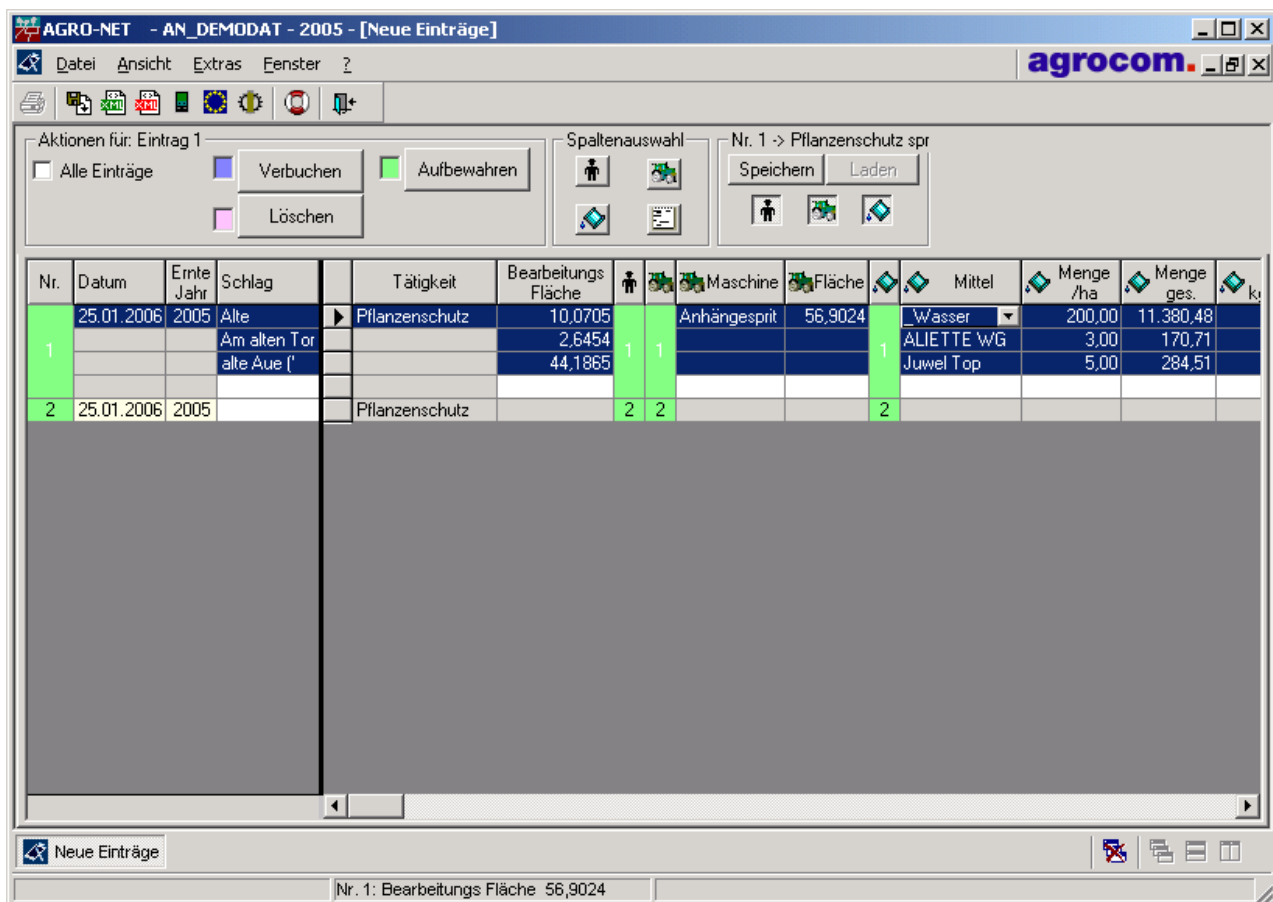 AGRO-NET - AN_DEMODAT - 2005 - [Neue Einträge]
Datei Ansicht Extras Fenster ?
agrocom.
XML XML
Aktionen für: Eintrag 1 Spaltenauswahl Nr. 1 -> Pflanzenschutz spr
Alle Einträge Verbuchen Aufbewahren Speichern Laden
Löschen
Nr. Datum Ernte Jahr Schlag Tätigkeit Bearbeitungs Fläche Maschine Fläche Mittel Menge /ha Menge ges.
1 25.01.2006 2005 Alte Pflanzenschutz 10,0705 1 1 Anhängesprit 56,9024 1 _Wasser 200,00 11.380,48
Am alten Tor 2,6454 ALIETTE WG 3,00 170,71
alte Aue (' 44,1865 Juwel Top 5,00 284,51
2 25.01.2006 2005 Pflanzenschutz 2 2 2
Neue Einträge
Nr. 1: Bearbeitungs Fläche 56,9024